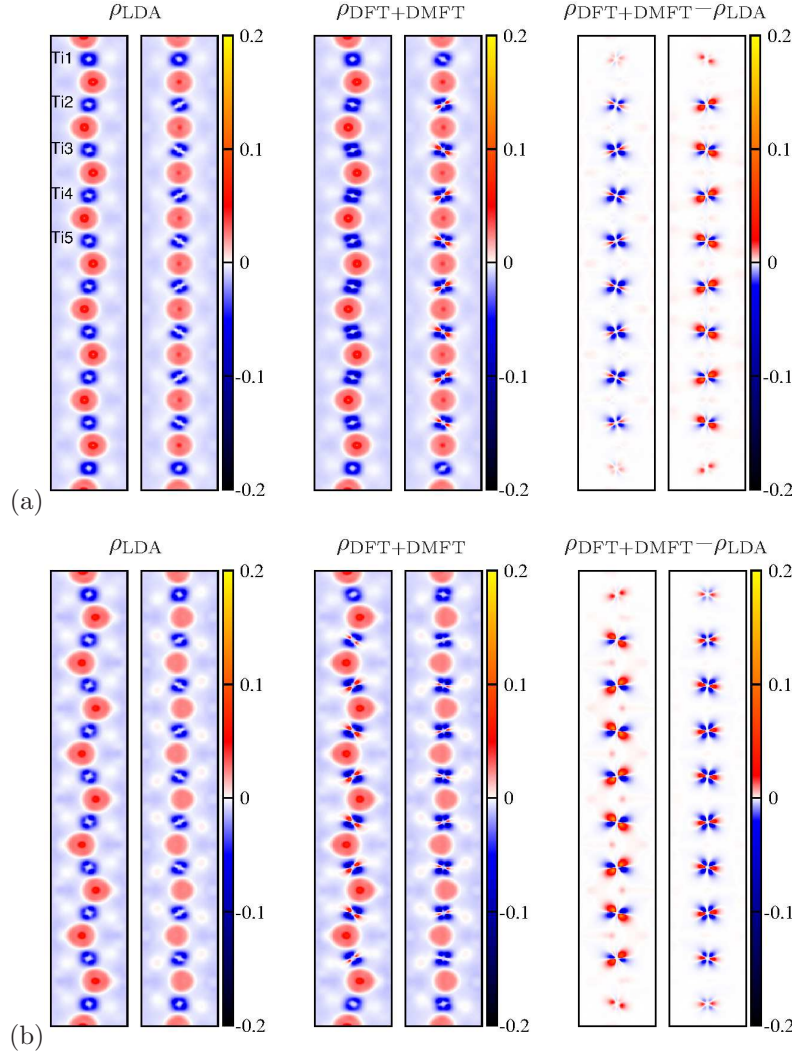 ρLDA ρDFT+DMFT ρDFT+DMFT−ρLDA
Ti1
Ti2
Ti3
Ti4
Ti5
0.2 0.2 0.2
0.1 0.1 0.1
0 0 0
-0.1 -0.1 -0.1
-0.2 -0.2 -0.2
(a)
ρLDA ρDFT+DMFT ρDFT+DMFT−ρLDA
0.2 0.2 0.2
0.1 0.1 0.1
0 0 0
-0.1 -0.1 -0.1
-0.2 -0.2 -0.2
(b)